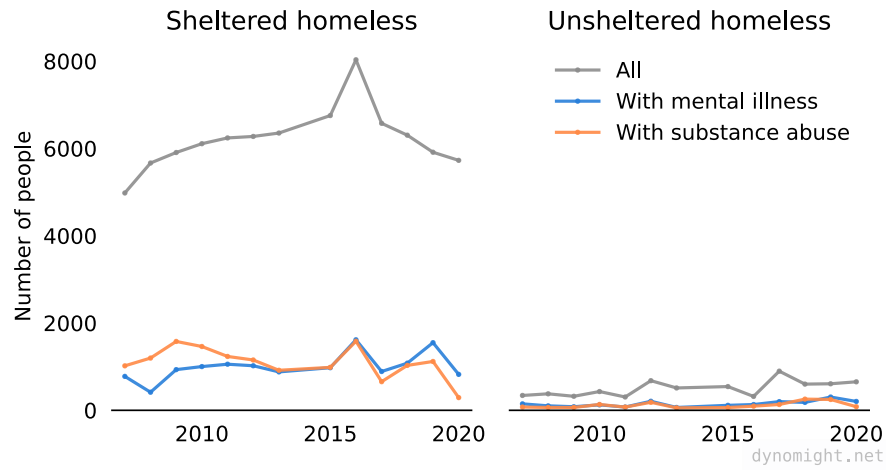 Sheltered homeless
Unsheltered homeless
Number of people
8000
6000
4000
2000
0
2010
2015
2020
All
With mental illness
With substance abuse
2010
2015
2020
dynomight.net